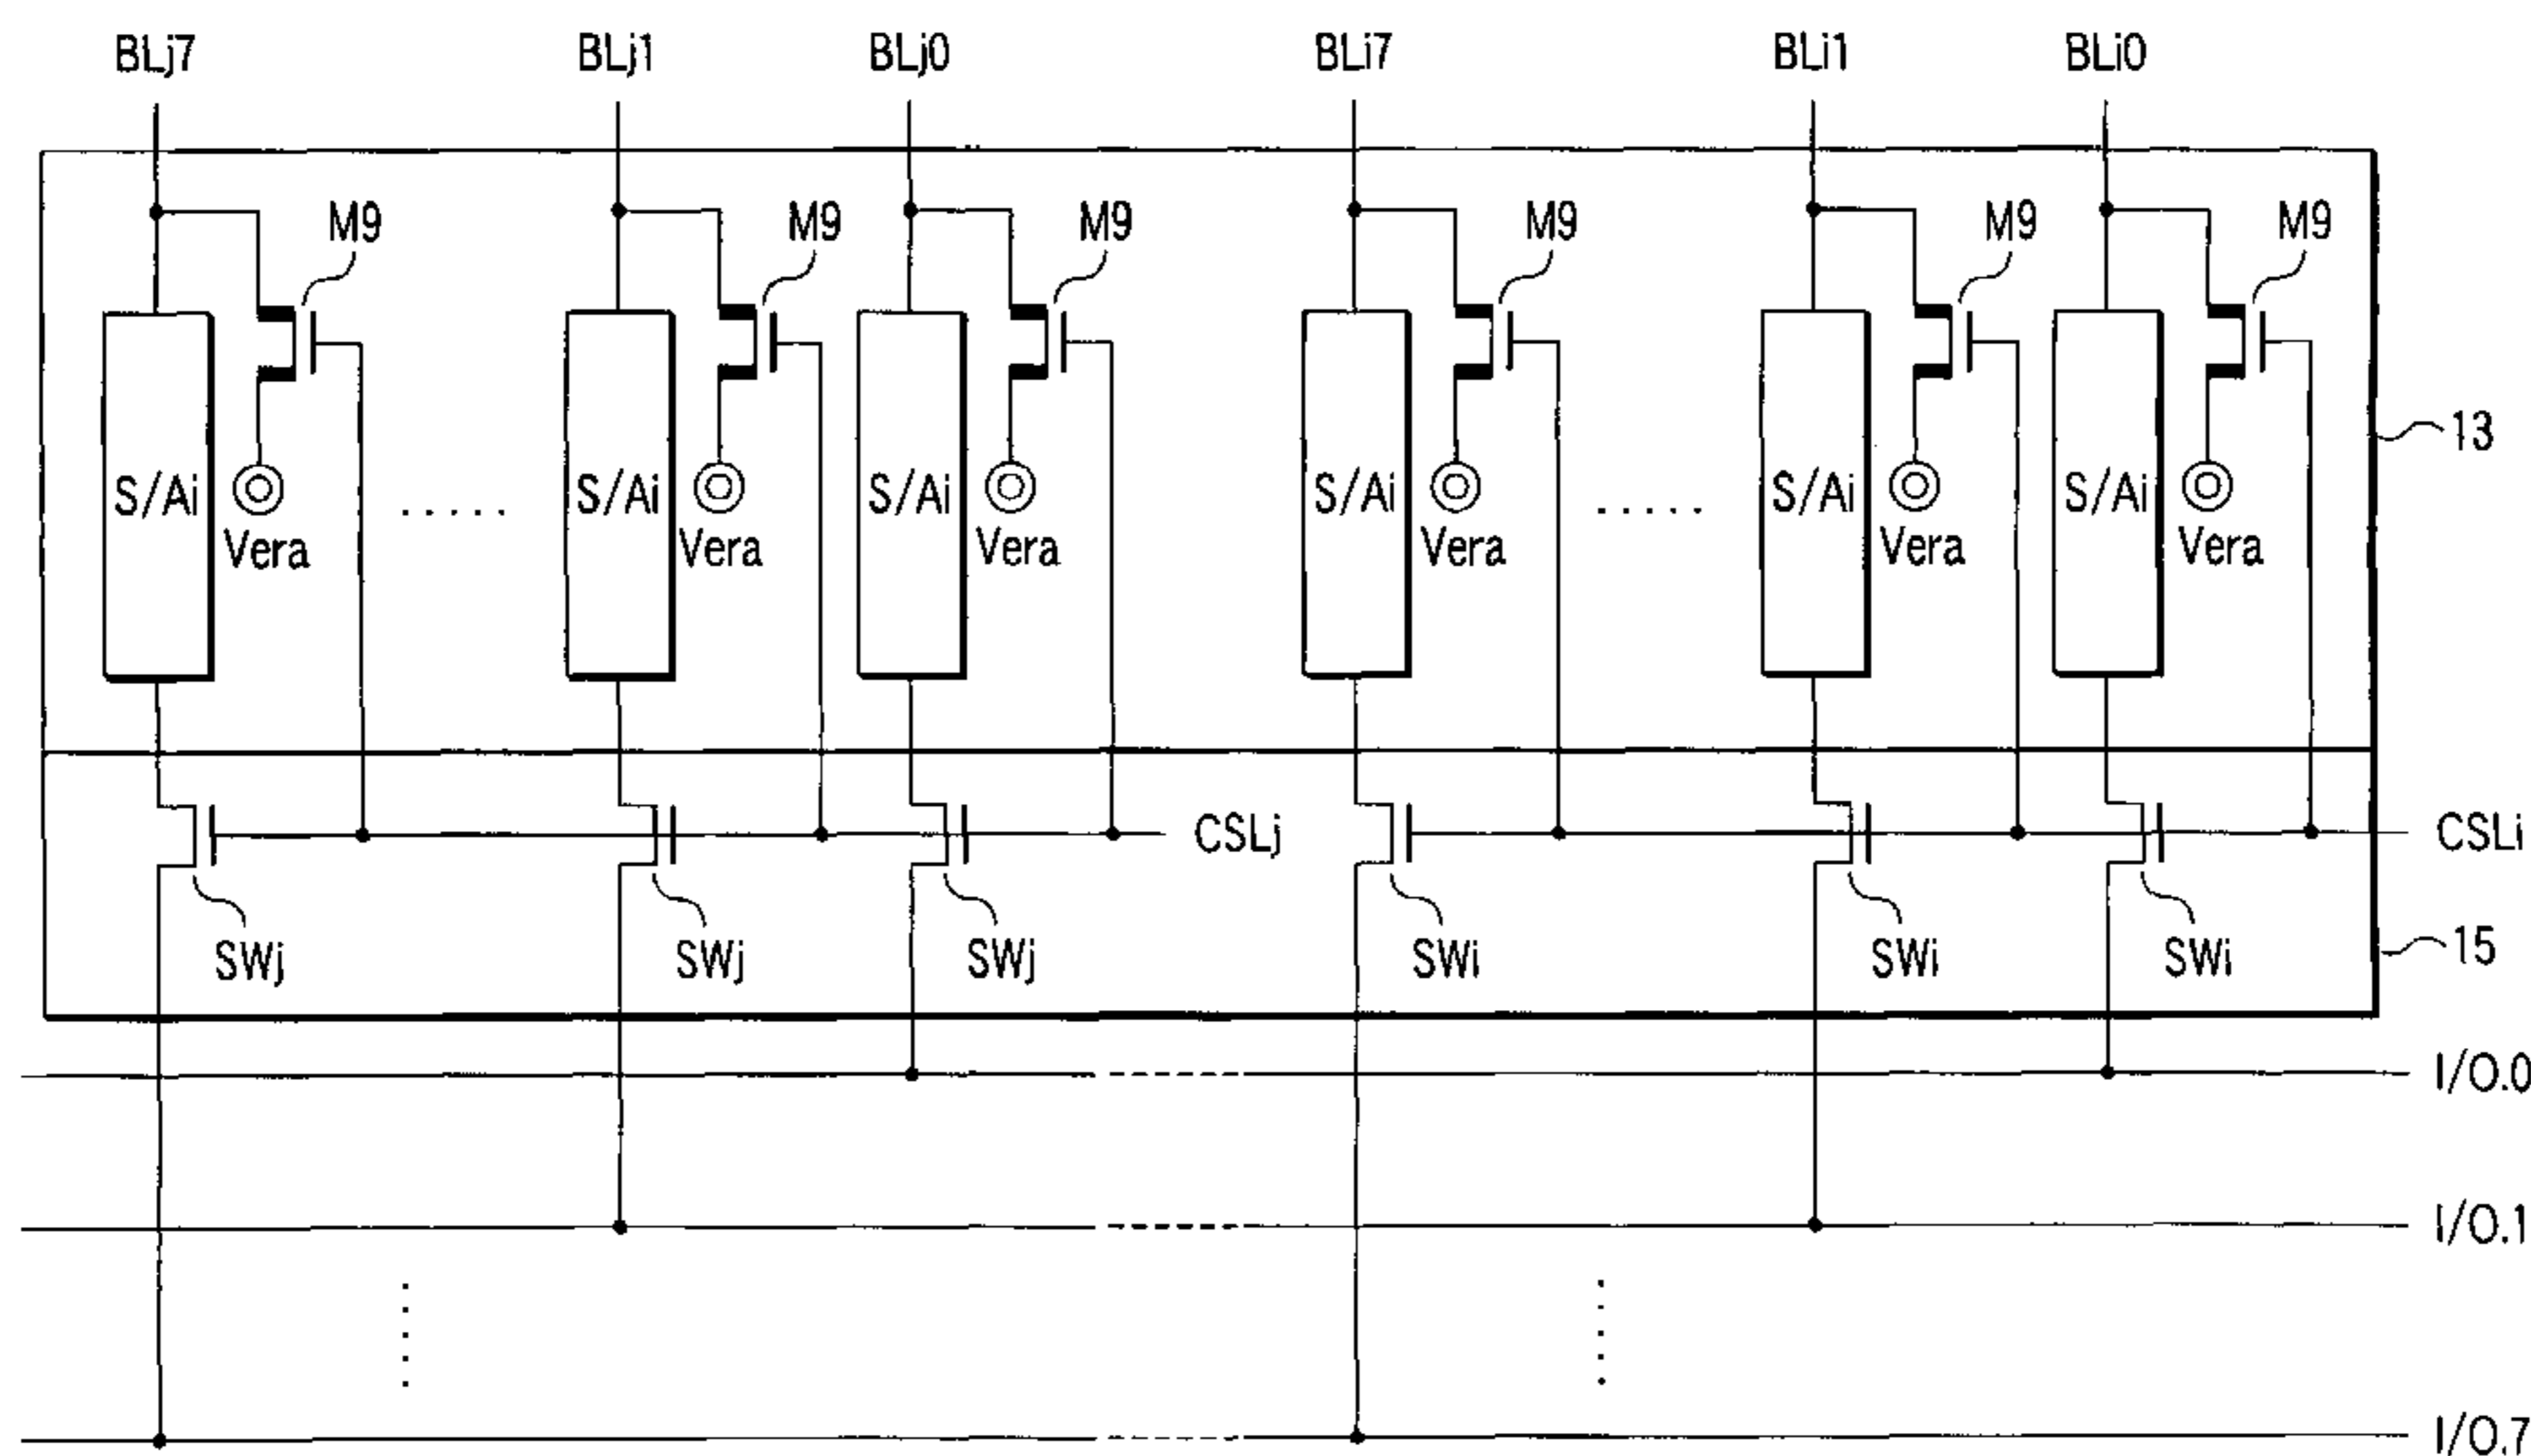 BLj7 BLj1 BLj0 BLi7 BLi1 BLi0
M9 M9 M9 M9 M9 M9
13
S/Ai S/Ai S/Ai S/Ai S/Ai S/Ai
Vera Vera Vera Vera Vera Vera
CSLj CSLi
SWj SWj SWj SWi SWi SWi
15
I/O.0
I/O.1
I/O.7